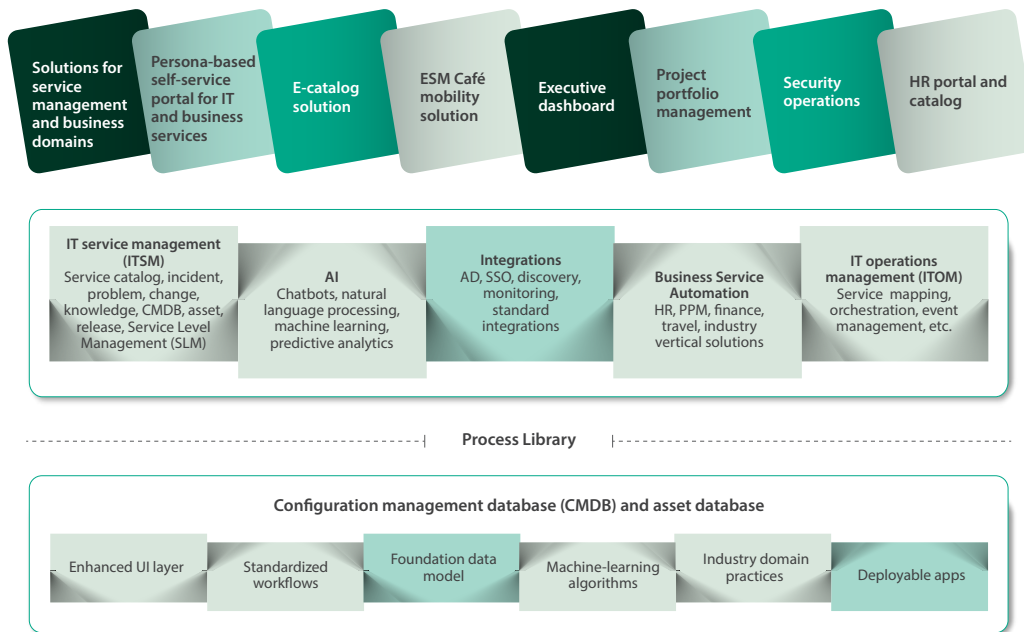 Solutions for
service
management
and business
domains
Persona-based
self-service
portal for IT
and business
services
E-catalog
solution
ESM Café
mobility
solution
Executive
dashboard
Project
portfolio
management
Security
operations
HR portal and
catalog
IT service management
(ITSM)
Service catalog, incident,
problem, change,
knowledge, CMDB, asset,
release, Service Level
Management (SLM)
AI
Chatbots, natural
language processing,
machine learning,
predictive analytics
Integrations
AD, SSO, discovery,
monitoring,
standard
integrations
Business Service
Automation
HR, PPM, finance,
travel, industry
vertical solutions
IT operations
management (ITOM)
Service mapping,
orchestration, event
management, etc.
Process Library
Configuration management database (CMDB) and asset database
Enhanced UI layer
Standardized
workflows
Foundation data
model
Machine-learning
algorithms
Industry domain
practices
Deployable apps